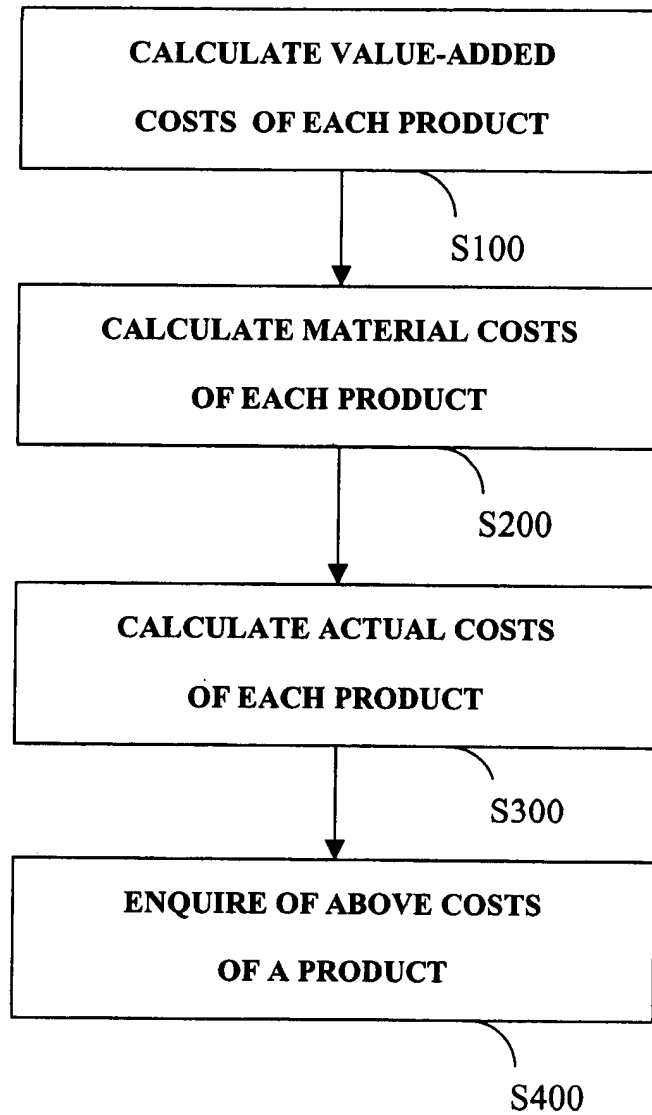 CALCULATE VALUE-ADDED
COSTS OF EACH PRODUCT
S100
CALCULATE MATERIAL COSTS
OF EACH PRODUCT
S200
CALCULATE ACTUAL COSTS
OF EACH PRODUCT
S300
ENQUIRE OF ABOVE COSTS
OF A PRODUCT
S400